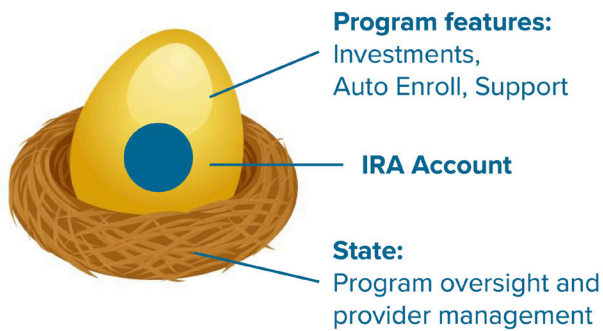 Program features:
Investments,
Auto Enroll, Support
IRA Account
State:
Program oversight and
provider management